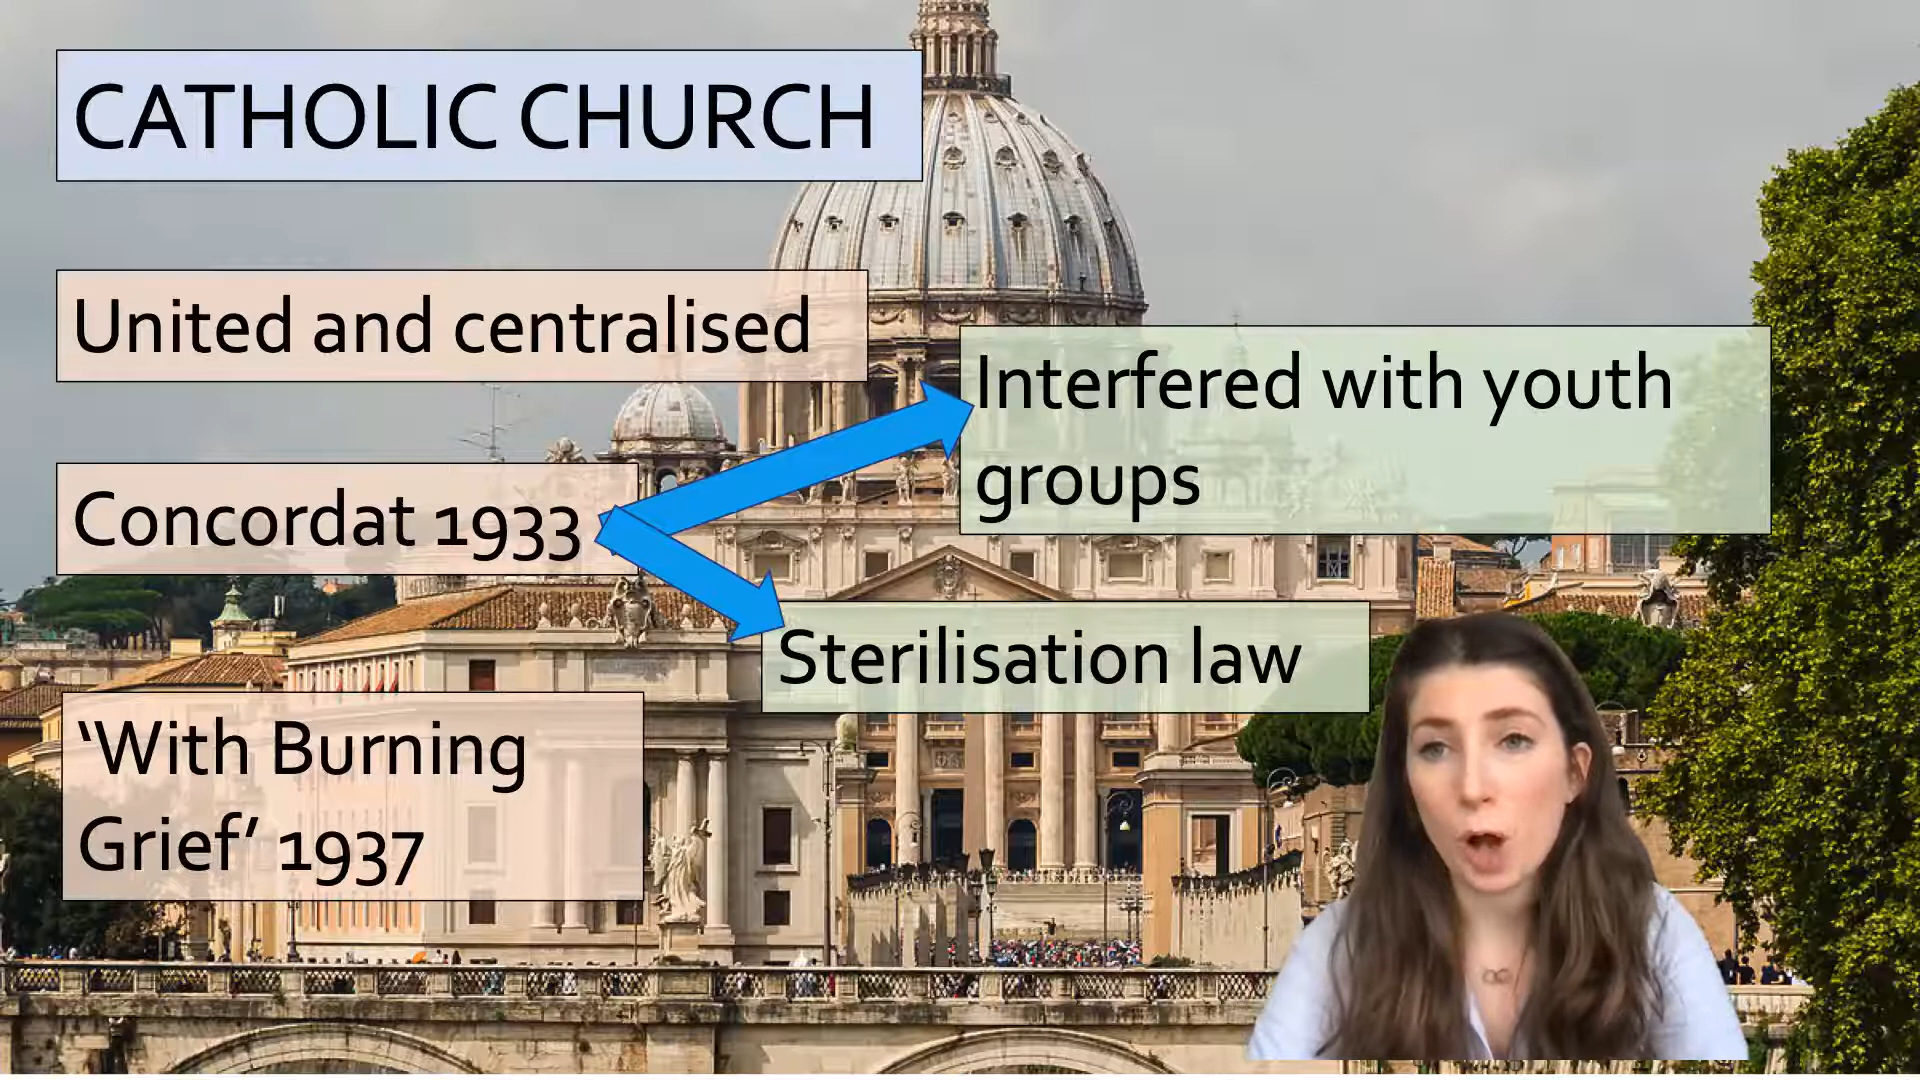 CATHOLIC CHURCH
United and centralised
Concordat 1933
Interfered with youth
groups
Sterilisation law
‘With Burning
Grief’ 1937